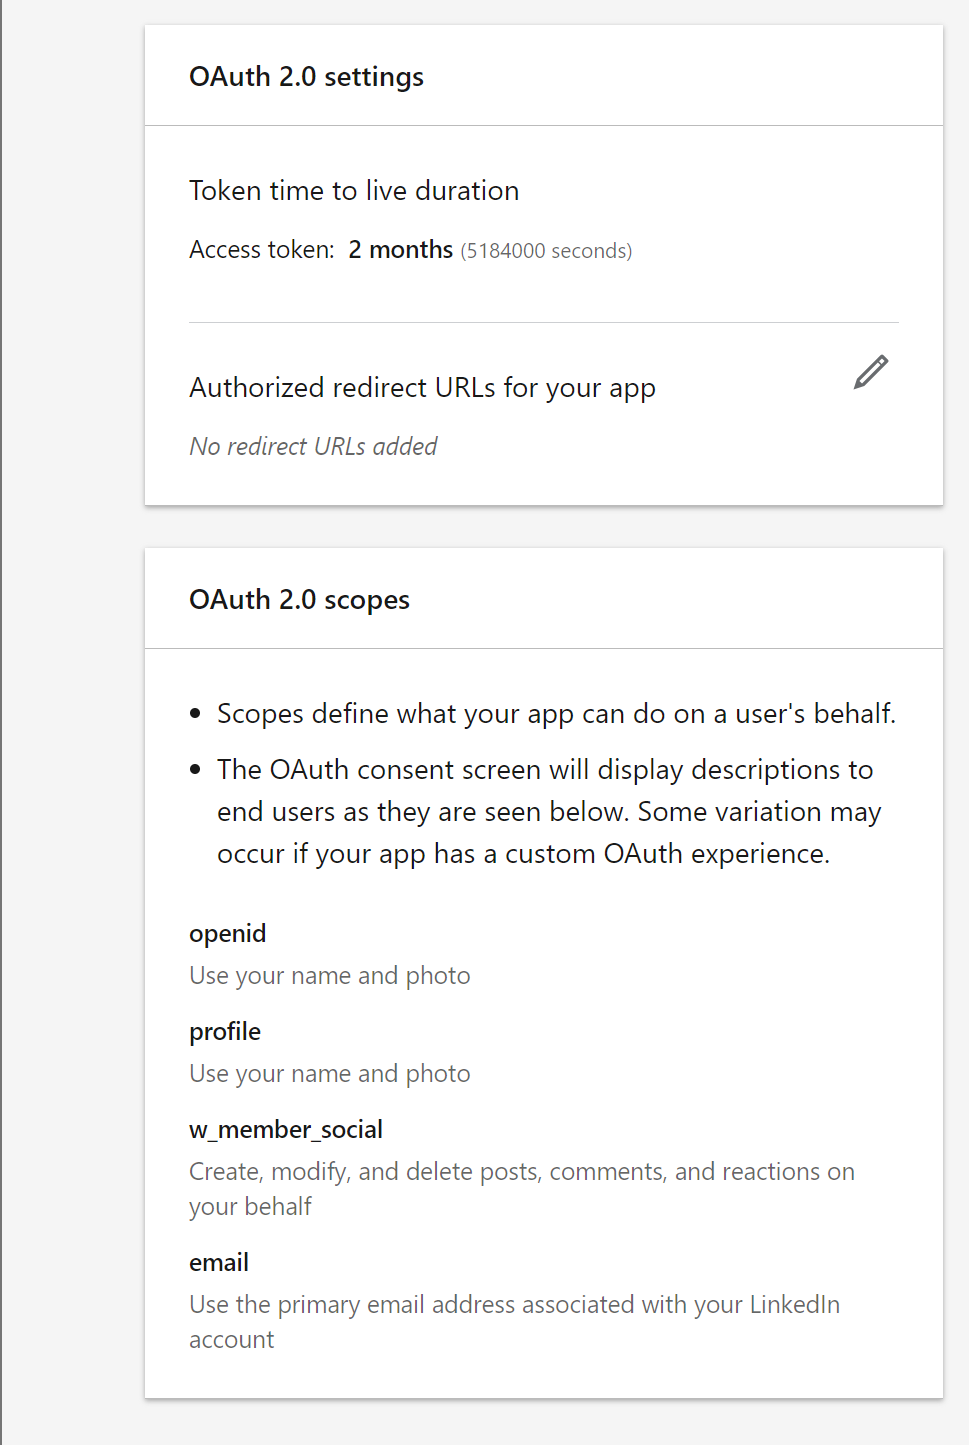 OAuth 2.0 settings
Token time to live duration
Access token: 2 months (5184000 seconds)
Authorized redirect URLs for your app
No redirect URLs added
OAuth 2.0 scopes
• Scopes define what your app can do on a user's behalf.
• The OAuth consent screen will display descriptions to
end users as they are seen below. Some variation may
occur if your app has a custom OAuth experience.
openid
Use your name and photo
profile
Use your name and photo
w_member_social
Create, modify, and delete posts, comments, and reactions on
your behalf
email
Use the primary email address associated with your LinkedIn
account